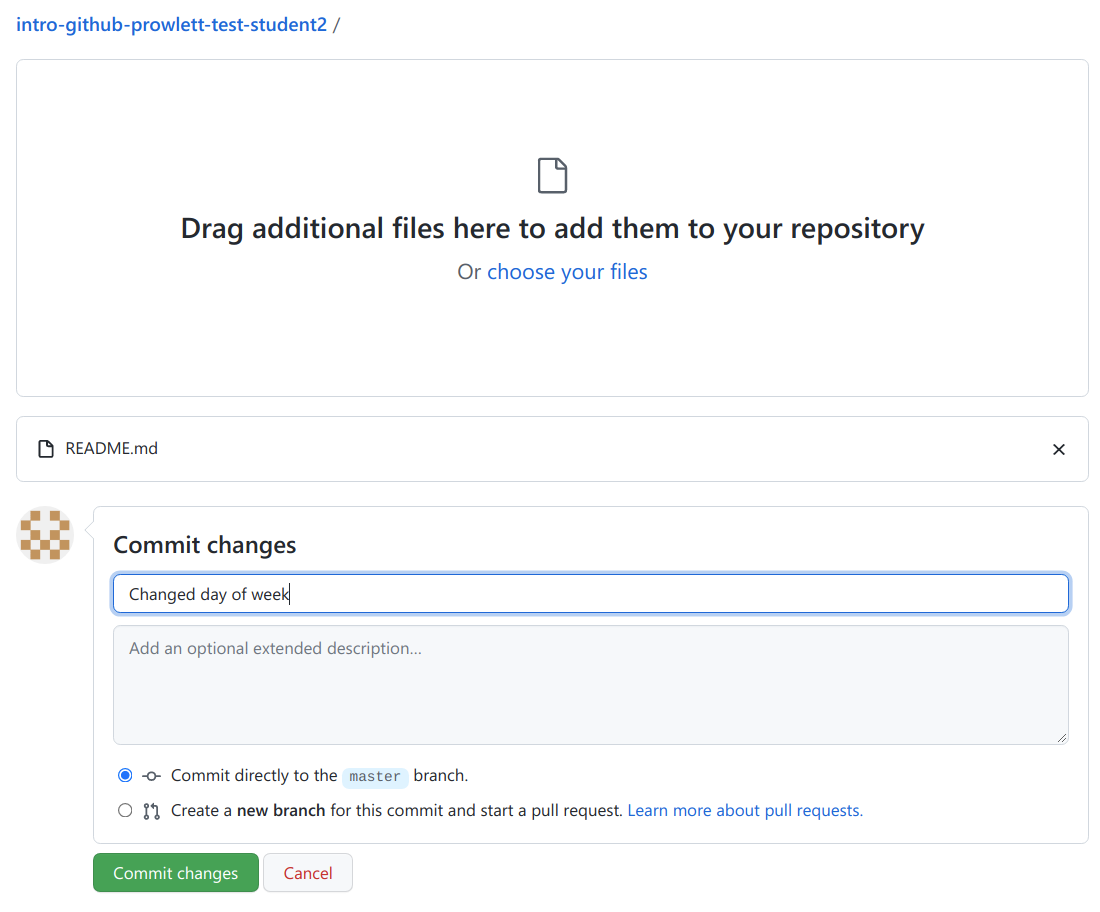 intro-github-prowlett-test-student2 /
Drag additional files here to add them to your repository
Or choose your files
README.md
Commit changes
Changed day of week
Add an optional extended description...
Commit directly to the master branch.
Create a new branch for this commit and start a pull request. Learn more about pull requests.
Commit changes Cancel